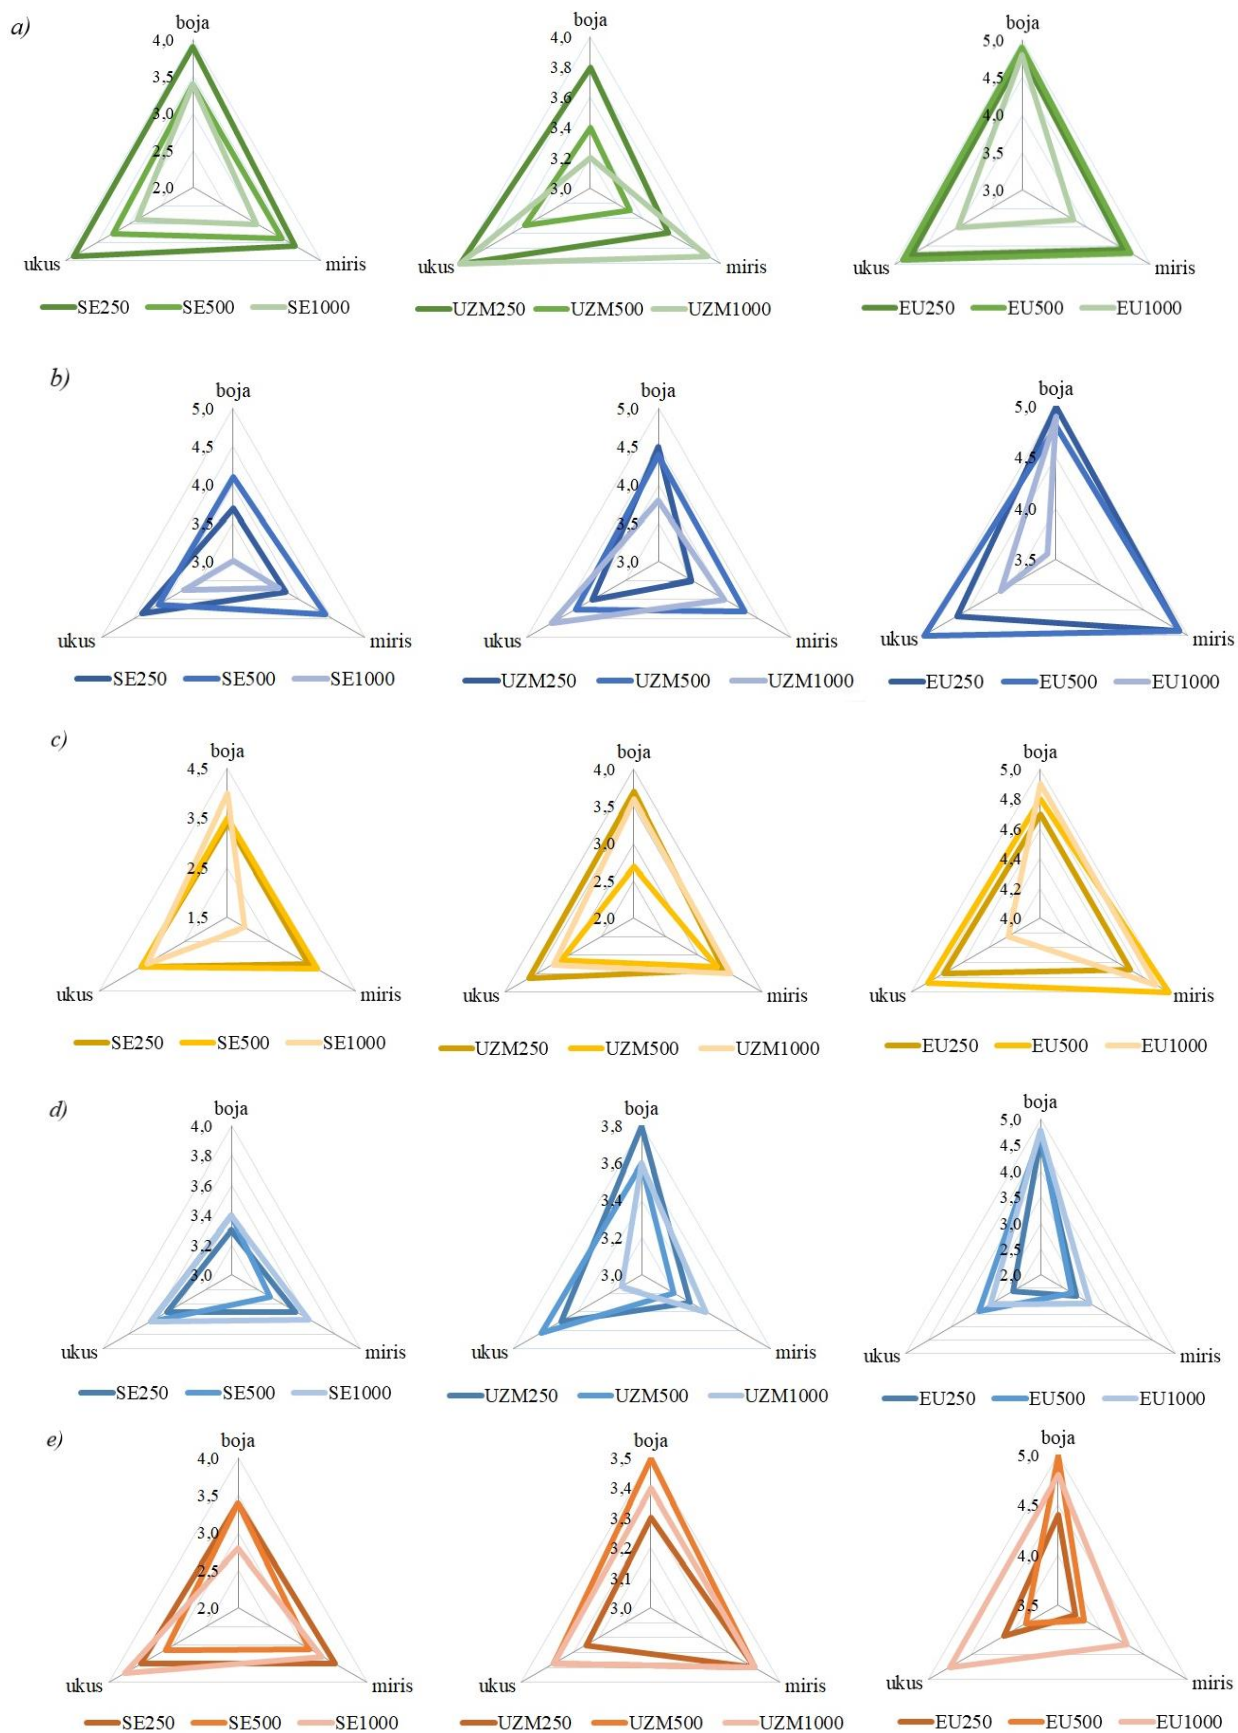 a)
boja
4,0
3,5
3,0
2,5
2,0
ukus
miris
SE250 SE500 SE1000
4,0
3,8
3,6
3,4
3,2
3,0
ukus
miris
UZM250 UZM500 UZM1000
boja
5,0
4,5
4,0
3,5
3,0
ukus
miris
EU250 EU500 EU1000
b)
boja
5,0
4,5
4,0
3,5
3,0
ukus
miris
SE250 SE500 SE1000
boja
5,0
4,5
4,0
3,5
3,0
ukus
miris
UZM250 UZM500 UZM1000
boja
5,0
4,5
4,0
3,5
ukus
miris
EU250 EU500 EU1000
c)
boja
4,5
3,5
2,5
1,5
ukus
miris
SE250 SE500 SE1000
boja
4,0
3,5
3,0
2,5
2,0
ukus
miris
UZM250 UZM500 UZM1000
boja
5,0
4,8
4,6
4,4
4,2
4,0
ukus
miris
EU250 EU500 EU1000
d)
boja
4,0
3,8
3,6
3,4
3,2
3,0
ukus
miris
SE250 SE500 SE1000
boja
3,8
3,6
3,4
3,2
3,0
ukus
miris
UZM250 UZM500 UZM1000
boja
5,0
4,5
4,0
3,5
3,0
2,5
2,0
ukus
miris
EU250 EU500 EU1000
e)
boja
4,0
3,5
3,0
2,5
2,0
ukus
miris
SE250 SE500 SE1000
boja
3,5
3,4
3,3
3,2
3,1
3,0
ukus
miris
UZM250 UZM500 UZM1000
boja
5,0
4,5
4,0
3,5
ukus
miris
EU250 EU500 EU1000